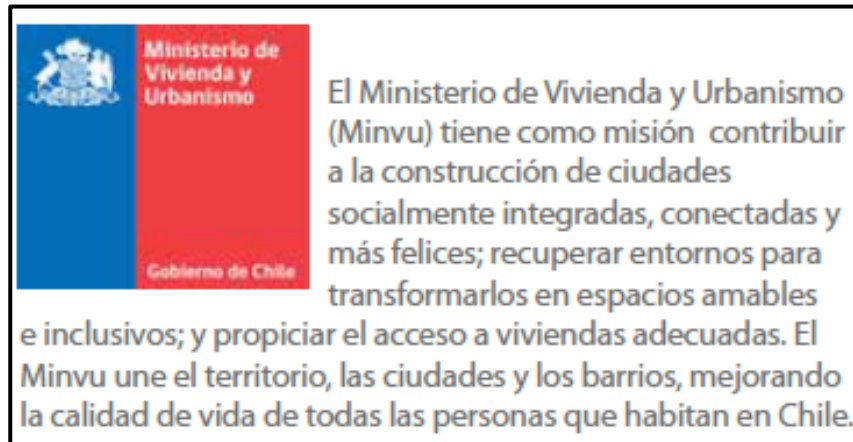 Ministerio de
Vivienda y
Urbanismo
Gobierno de Chile
El Ministerio de Vivienda y Urbanismo
(Minvu) tiene como misión contribuir
a la construcción de ciudades
socialmente integradas, conectadas y
más felices; recuperar entornos para
transformarlos en espacios amables
e inclusivos; y propiciar el acceso a viviendas adecuadas. El
Minvu une el territorio, las ciudades y los barrios, mejorando
la calidad de vida de todas las personas que habitan en Chile.